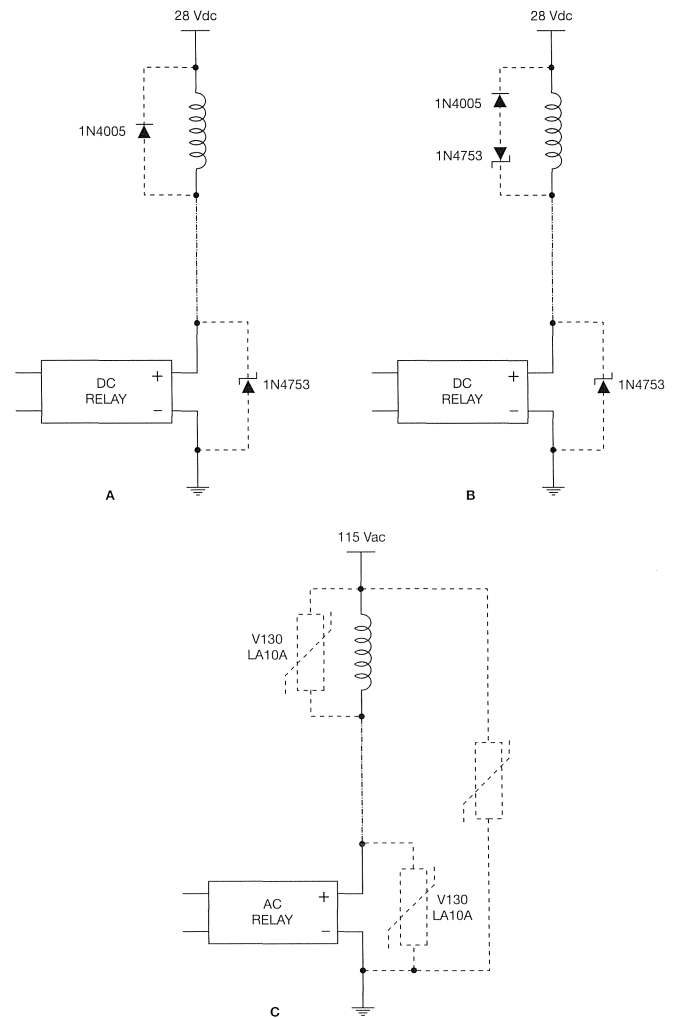 28 Vdc
1N4005
DC
RELAY
+
−
1N4753
A
28 Vdc
1N4005
1N4753
DC
RELAY
+
−
1N4753
B
115 Vac
V130
LA10A
AC
RELAY
+
−
V130
LA10A
C